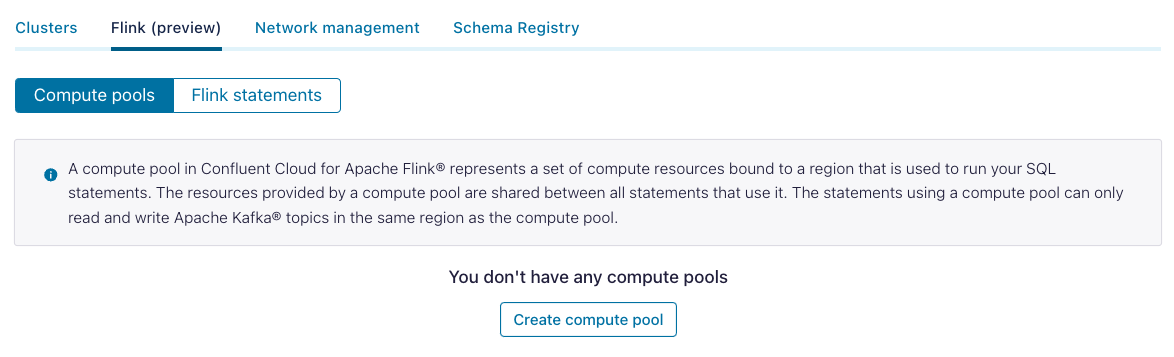 Clusters Flink (preview) Network management Schema Registry
Compute pools Flink statements
A compute pool in Confluent Cloud for Apache Flink® represents a set of compute resources bound to a region that is used to run your SQL
statements. The resources provided by a compute pool are shared between all statements that use it. The statements using a compute pool can only
read and write Apache Kafka® topics in the same region as the compute pool.
You don't have any compute pools
Create compute pool